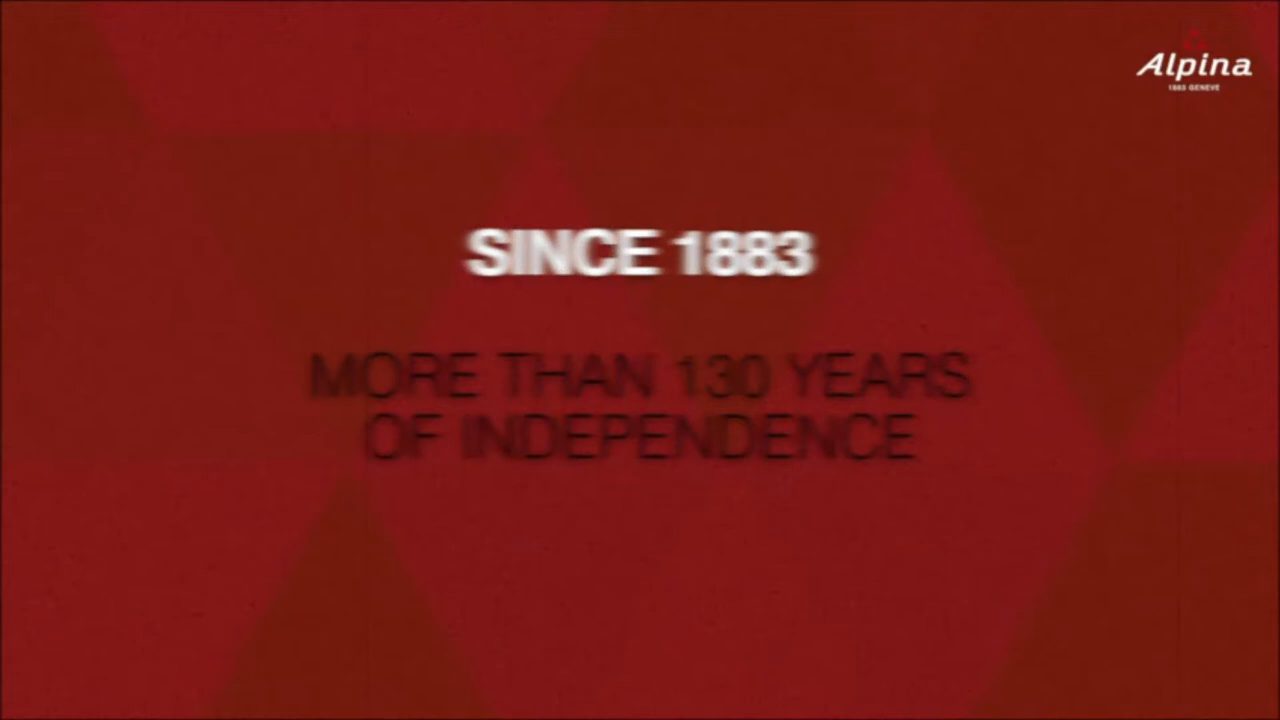 Alpina
1883 GENEVE
SINCE 1883
MORE THAN 130 YEARS
OF INDEPENDENCE